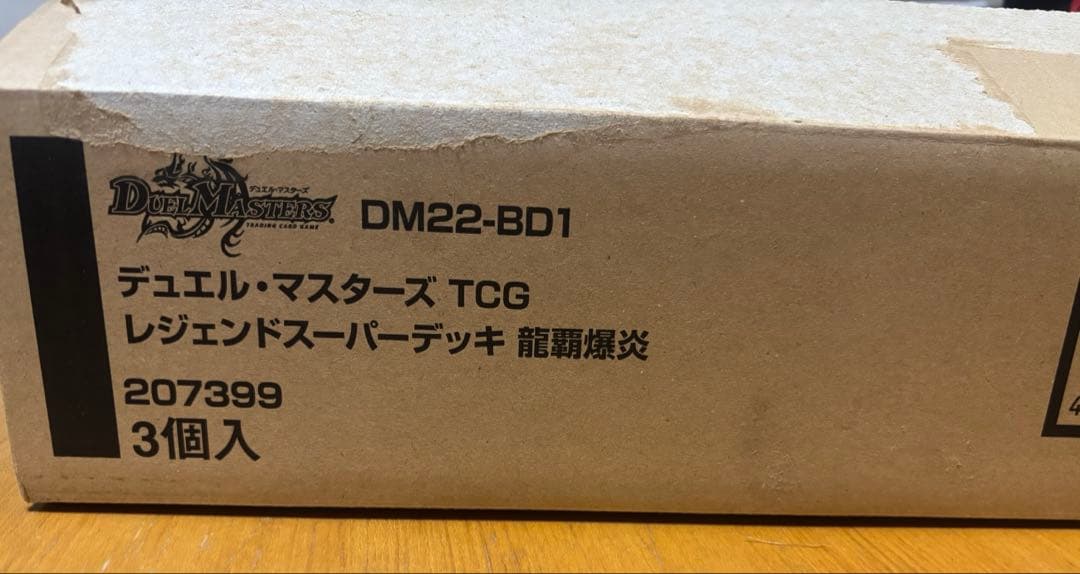 デュエル・マスターズ
DUEL MASTERS
TRADING CARD GAME
DM22-BD1
デュエル・マスターズ TCG
レジェンドスーパーデッキ 龍覇爆炎
207399
3個入
4